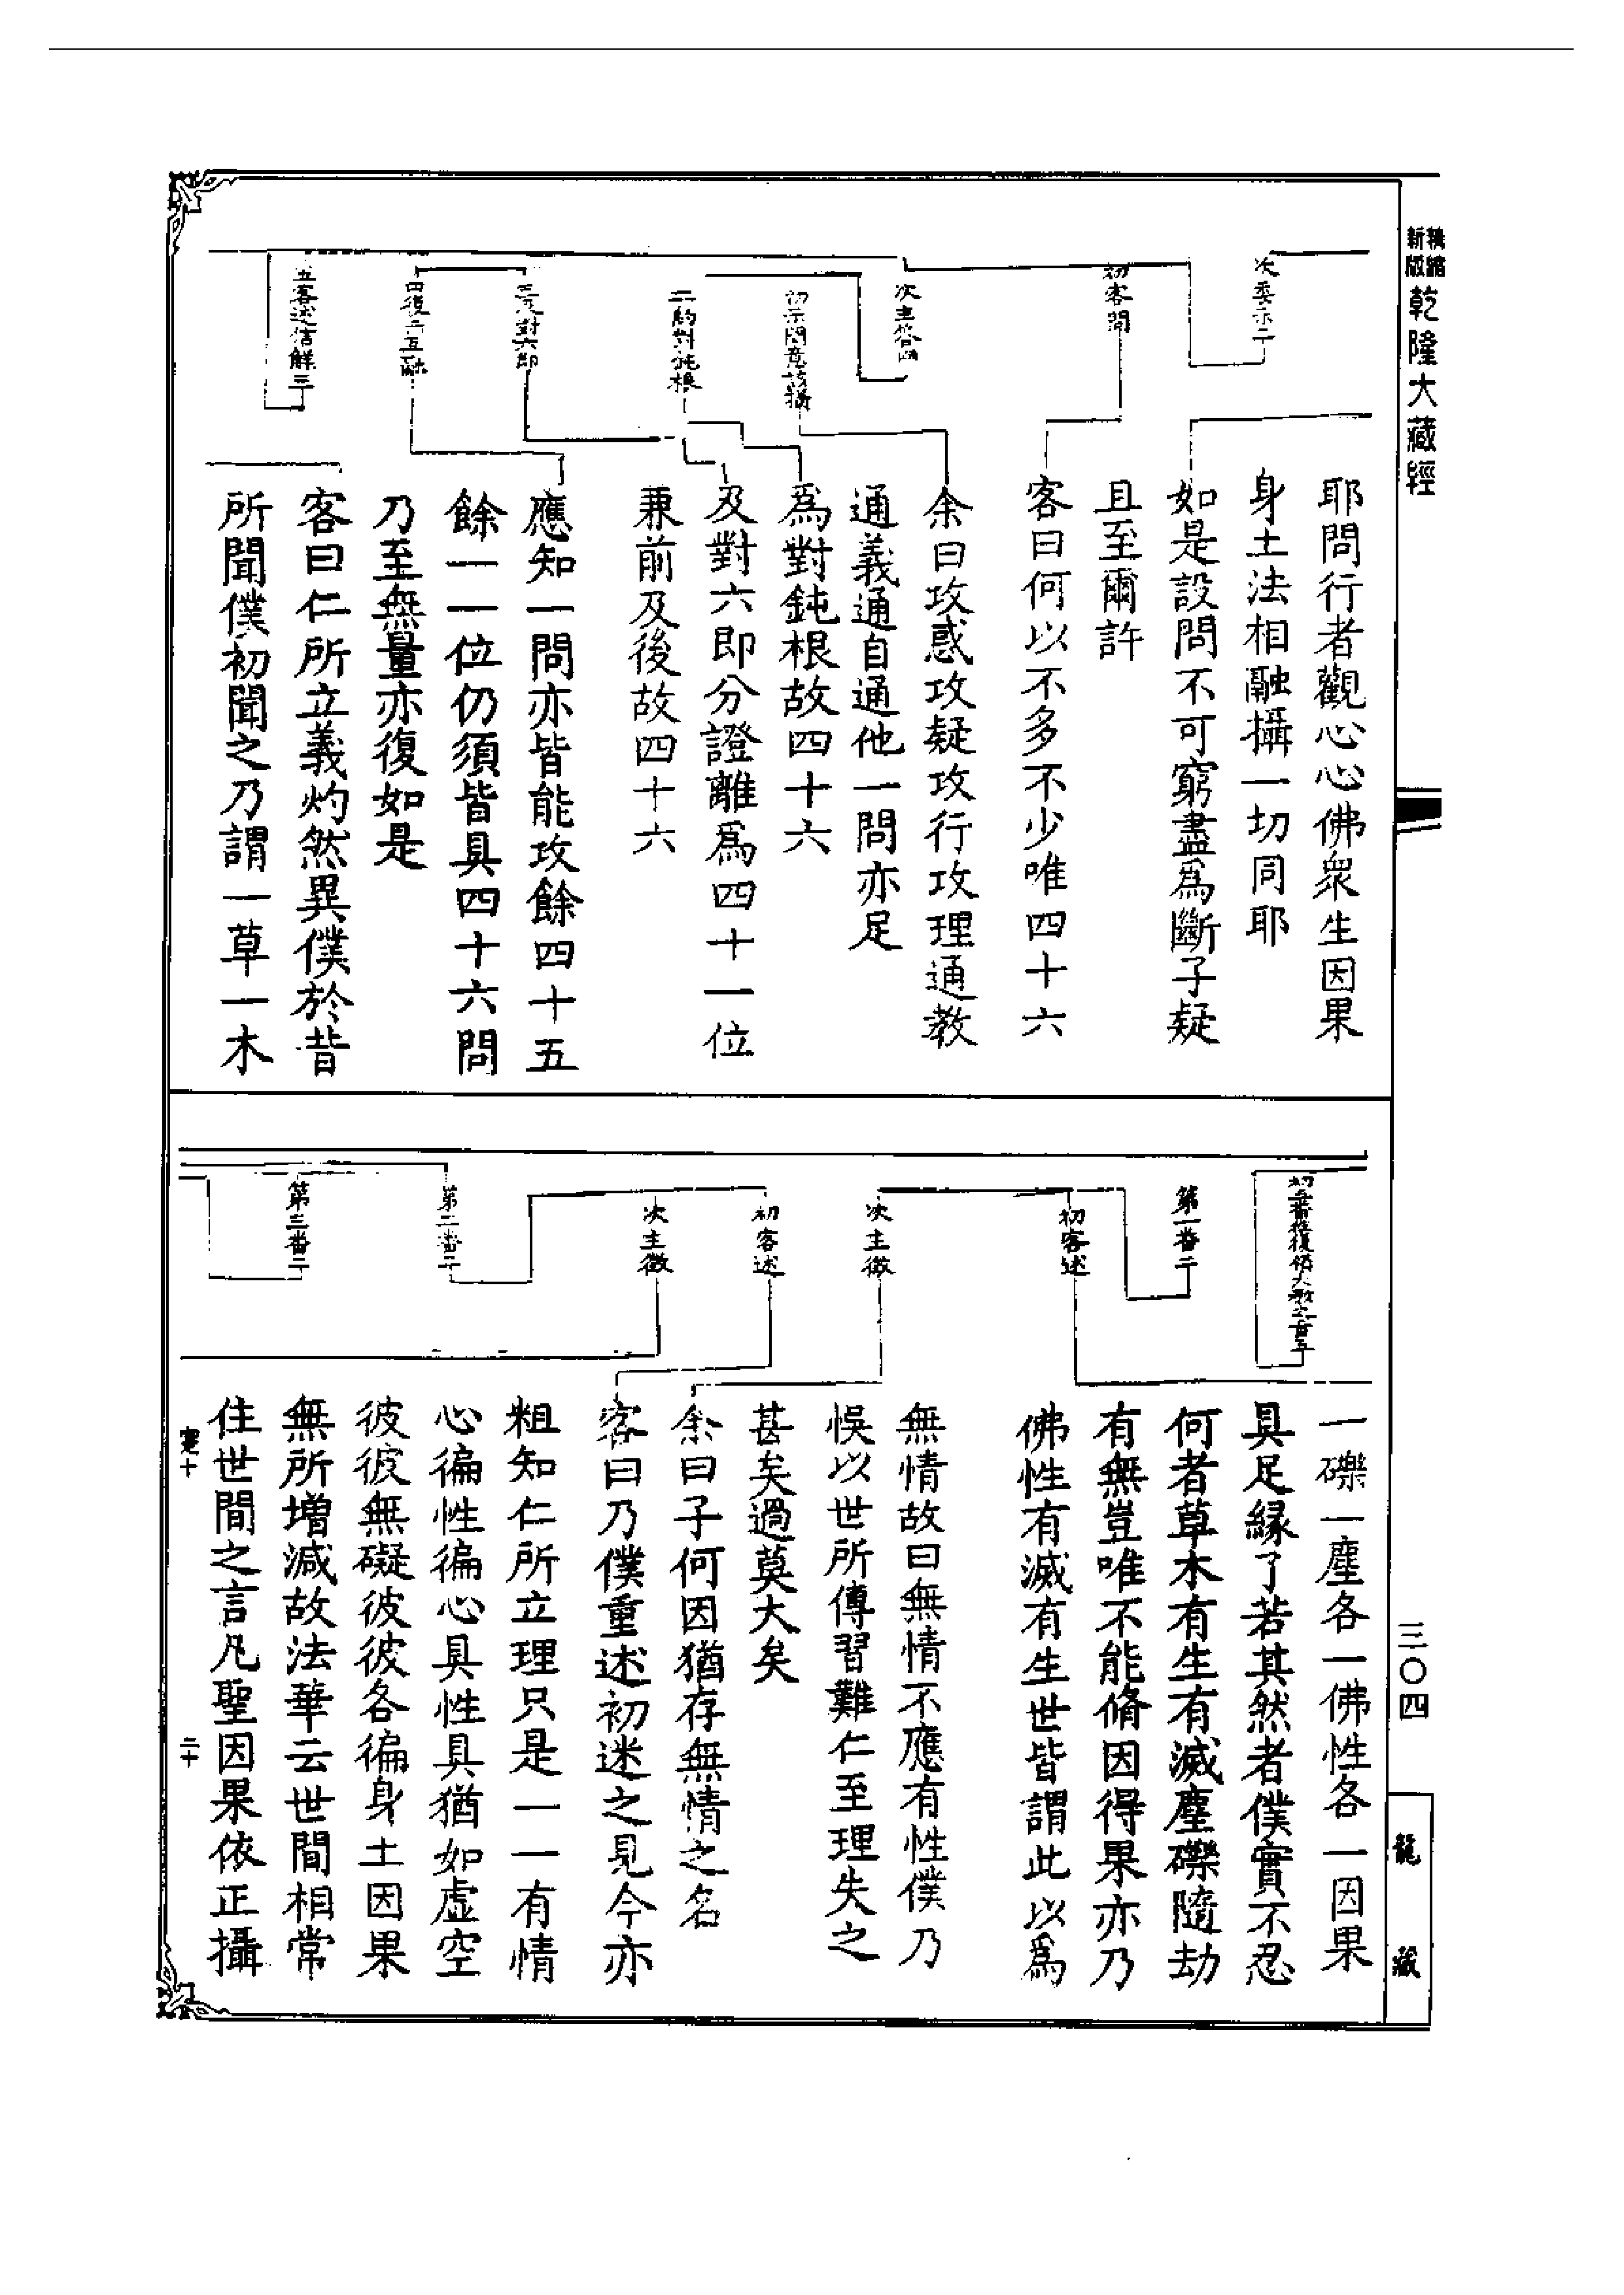 新版
精縮
乾隆大藏經
三〇四
龍藏
次委示二
初客問
次主答四
初示問意該攝
二約對鈍根
三及對六即
四後示互融
五客述信解三
耶問行者觀心心佛衆生因果
身土法相融攝一切同耶
如是設問不可窮盡爲斷子疑
且至爾許
客曰何以不多不少唯四十六
余曰攻惑攻疑攻行攻理通教
通義通自通他一問亦足
爲對鈍根故四十六
及對六即分證離爲四十一位
兼前及後故四十六
應知一問亦皆能攻餘四十五
餘一一位仍須皆具四十六問
乃至無量亦復如是
客曰仁所立義灼然異僕於昔
所聞僕初聞之乃謂一草一木
第一番二
初客述
次主徵
初客述
次主徵
第二番二
第三番二
一礫一塵各一佛性各一因果
具足緣了若其然者僕實不忍
何者草木有生有滅塵礫隨劫
有無豈唯不能脩因得果亦乃
佛性有滅有生世皆謂此以爲
無情故曰無情不應有性僕乃
悞以世所傳習難仁至理失之
甚矣過莫大矣
余曰子何因猶存無情之名
客曰乃僕重述初迷之見今亦
粗知仁所立理只是一一有情
心徧性徧心具性具猶如虛空
彼彼無礙彼彼各徧身土因果
無所增減故法華云世間相常
住世間之言凡聖因果依正攝
寔十
二十